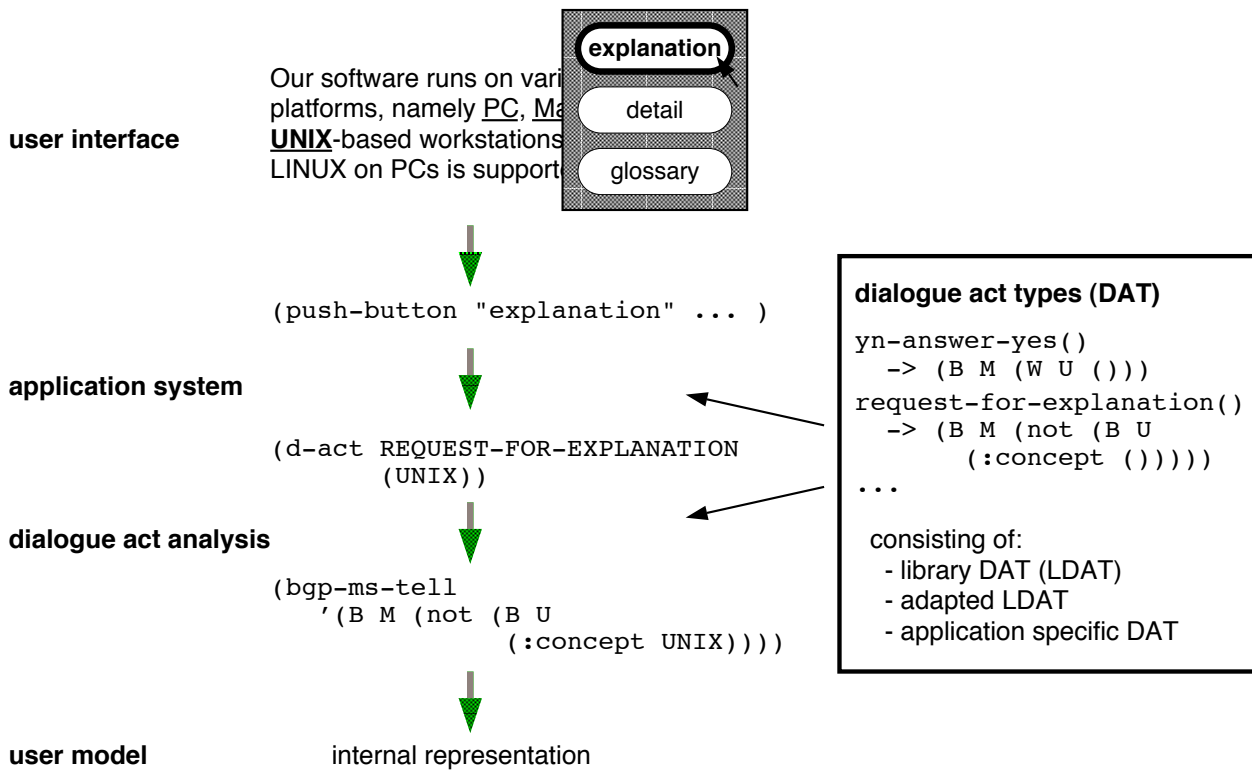 explanation
Our software runs on vari
platforms, namely PC, Ma
detail
user interface
UNIX-based workstations
LINUX on PCs is support
glossary
(push-button "explanation" ... )
application system
(d-act REQUEST-FOR-EXPLANATION
(UNIX))
dialogue act analysis
(bgp-ms-tell
’(B M (not (B U
(:concept UNIX))))
user model
internal representation
dialogue act types (DAT)
yn-answer-yes()
-> (B M (W U ()))
request-for-explanation()
-> (B M (not (B U
(:concept ()))))
...
consisting of:
- library DAT (LDAT)
- adapted LDAT
- application specific DAT